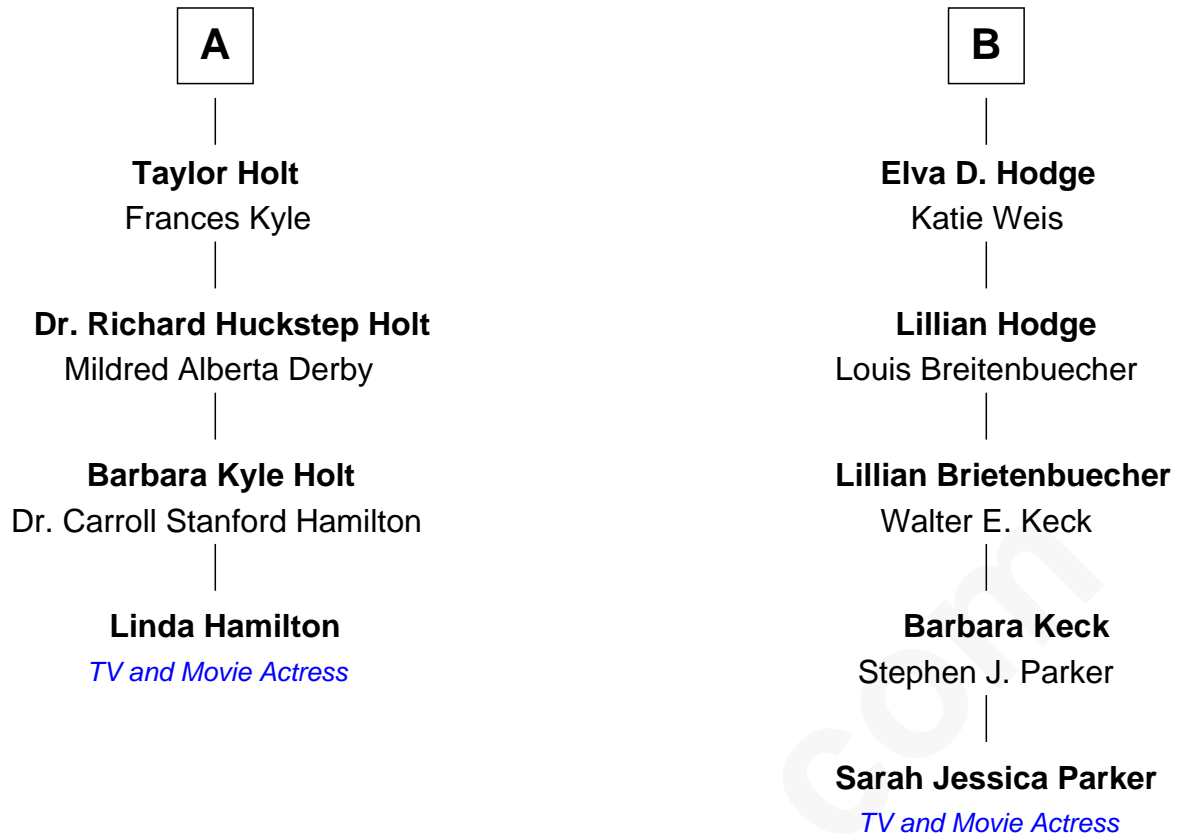 A
Taylor Holt
Frances Kyle
Dr. Richard Huckstep Holt
Mildred Alberta Derby
Barbara Kyle Holt
Dr. Carroll Stanford Hamilton
Linda Hamilton
TV and Movie Actress
B
Elva D. Hodge
Katie Weis
Lillian Hodge
Louis Breitenbuecher
Lillian Brietenbuecher
Walter E. Keck
Barbara Keck
Stephen J. Parker
Sarah Jessica Parker
TV and Movie Actress
com